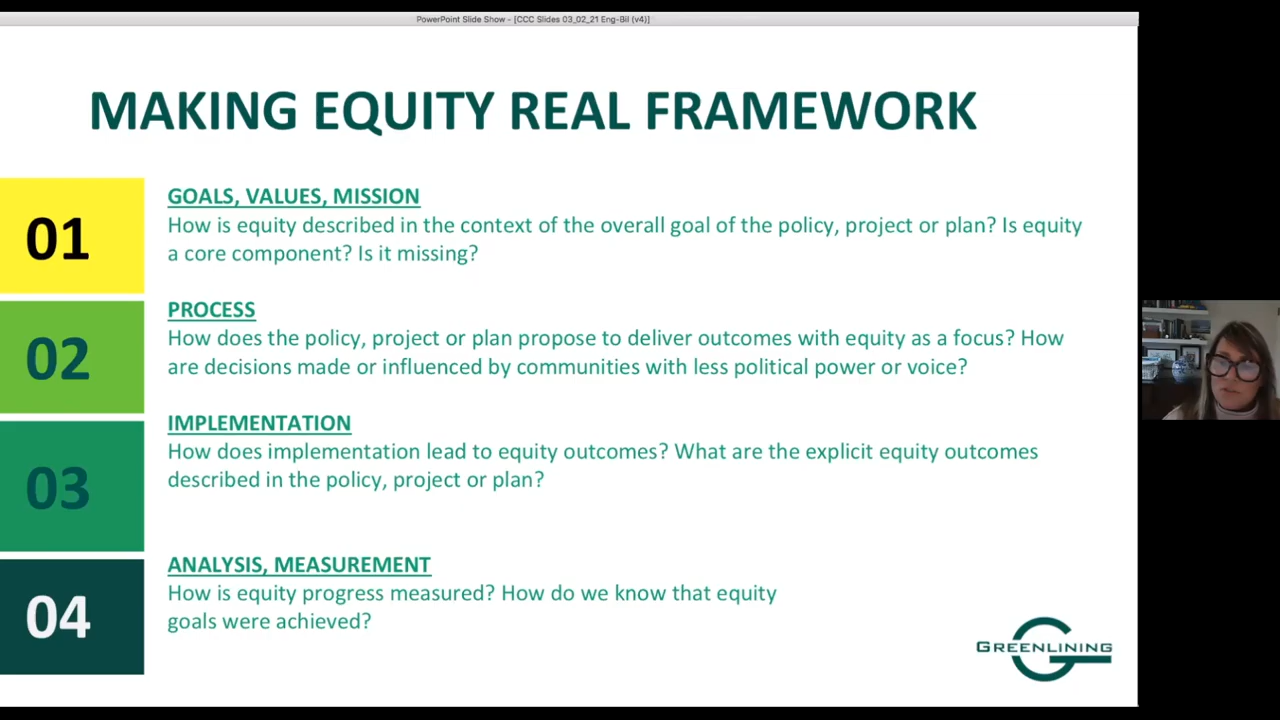 PowerPoint Slide Show - [CCC Slides 03_02_21 Eng-Bil (v4)]
MAKING EQUITY REAL FRAMEWORK
01
GOALS, VALUES, MISSION
How is equity described in the context of the overall goal of the policy, project or plan? Is equity
a core component? Is it missing?
02
PROCESS
How does the policy, project or plan propose to deliver outcomes with equity as a focus? How
are decisions made or influenced by communities with less political power or voice?
03
IMPLEMENTATION
How does implementation lead to equity outcomes? What are the explicit equity outcomes
described in the policy, project or plan?
04
ANALYSIS, MEASUREMENT
How is equity progress measured? How do we know that equity
goals were achieved?
GREENLINING